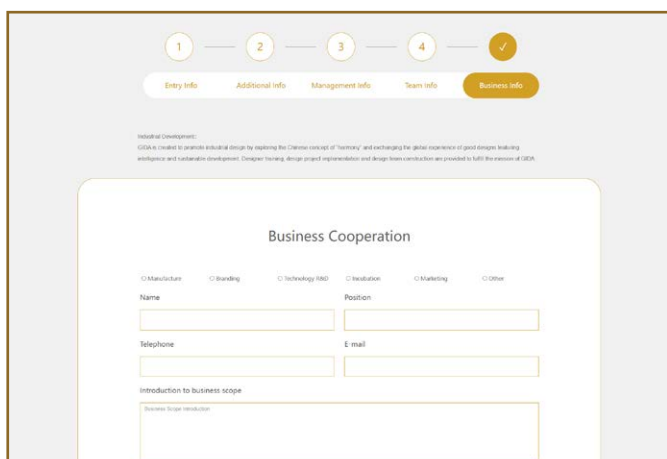 1 2 3 4 ✓
Entry Info Additional Info Management Info Team Info Business Info
Industrial Development:
GIDA is created to promote industrial design by exploring the Chinese concept of "harmony" and exchanging the global experience of good designs featuring
intelligence and sustainable development. Designer training, design project implementation and design town construction are provided to fulfill the mission of GIDA
Business Cooperation
Manufacture Branding Technology R&D Incubation Marketing Other
Name Position
Telephone E-mail
Introduction to business scope
Business Scope Introduction